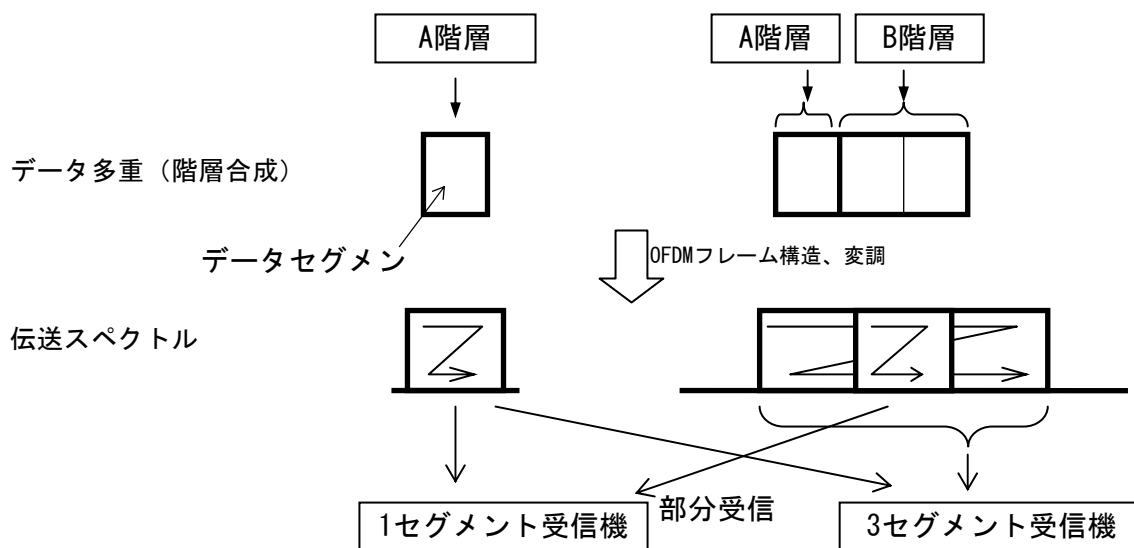 A階層
A階層
B階層
データ多重（階層合成）
データセグメン
OFDMフレーム構造、変調
伝送スペクトル
部分受信
1セグメント受信機
3セグメント受信機